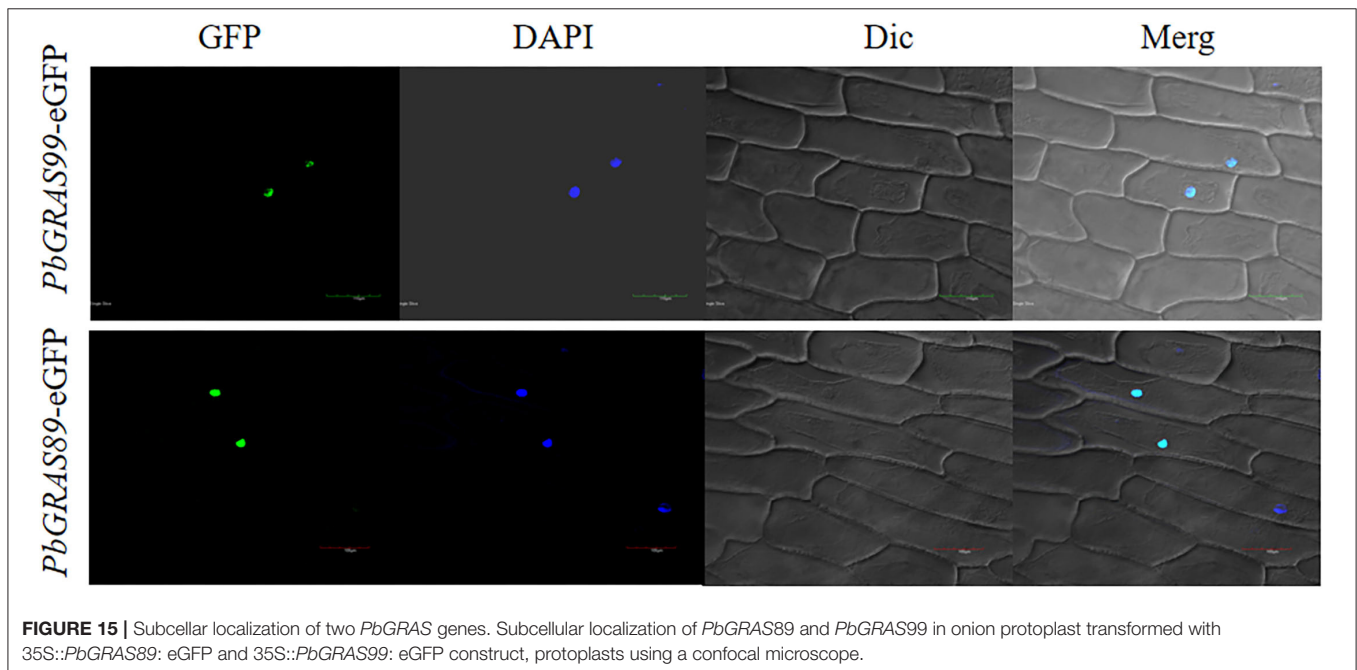 GFP DAPI Dic Merg
PbGRAS99-eGFP
Single Slice
PbGRAS89-eGFP
FIGURE 15 | Subcellar localization of two PbGRAS genes. Subcellular localization of PbGRAS89 and PbGRAS99 in onion protoplast transformed with
35S::PbGRAS89: eGFP and 35S::PbGRAS99: eGFP construct, protoplasts using a confocal microscope.